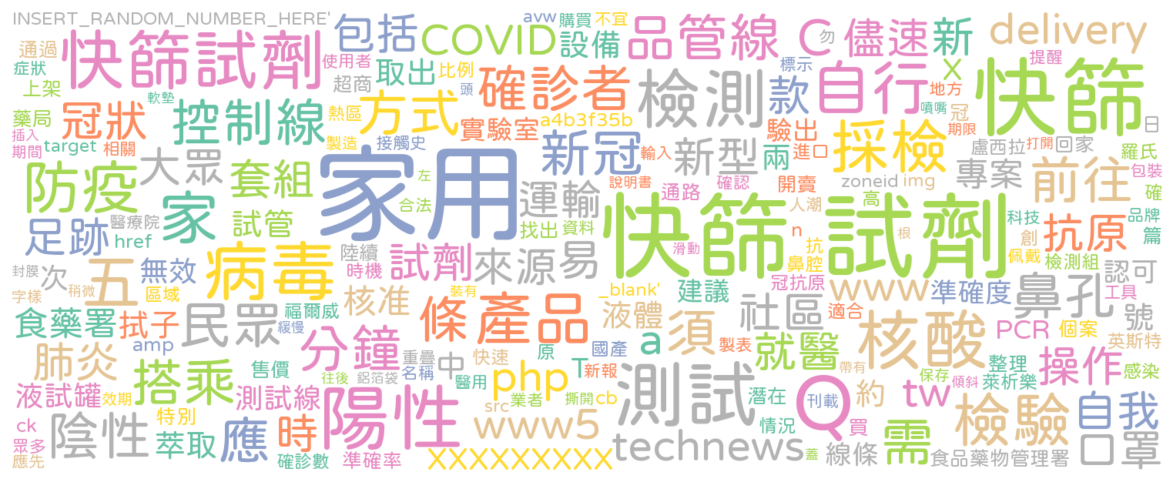 INSERT_RANDOM_NUMBER_HERE'
包括
avw
購買
不宜
delivery
通過
快篩試劑
COVID
設備
品管線
C
勿
儘速
新
提醒
症狀
使用者
上架
取出
比例
頭
超商
確診者
檢測
標示
款
自行
X
地方
快篩
軟墊
藥局
冠狀
控制線
熱區
方式
實驗室
a4b3f35b
驗出
噴嘴
冠
期限
日
插入
期間
target
相關
製造
接觸史
新冠
輸入
新型
兩
進口
採檢
盧西拉
打開
回家
大眾
家用
說明書
通路
確認
開賣
zoneid
img
專案
前往
羅氏
包裝
確
防疫
套組
左
合法
運輸
人潮
高
科技
品牌
家
試管
醫療院
href
足跡
找出
資料
快篩試劑
n
抗
鼻腔
根
創
佩戴
抗原
篇
檢測組
封膜
次
無效
病毒
陸續
時機
試劑
來源
易
滑動
冠抗原
認可
字樣
稍微
五
區域
福爾威
核准
裝有
_blank'
建議
www
準確度
鼻孔
工具
號
食藥署
拭子
amp
民眾
緩慢
條產品
液體
須
社區
適合
核酸
PCR
個案
英斯特
肺炎
搭乘
售價
分鐘
重疊
名稱
中
快速
原
國產
a
製表
就醫
帶有
整理
操作
感染
液試罐
效期
測試線
往後
鋁箔袋
醫用
php
T
新報
業者
撕開
cb
測試
潛在
刊載
約
tw
保存
傾斜
萊析樂
ck
特別
陽性
src
www5
情況
Q
買
檢驗
自我
眾多
應先
陰性
萃取
應
時
確診數
準確率
XXXXXXXXX
technews
蓋
線條
需
食品藥物管理署
口罩